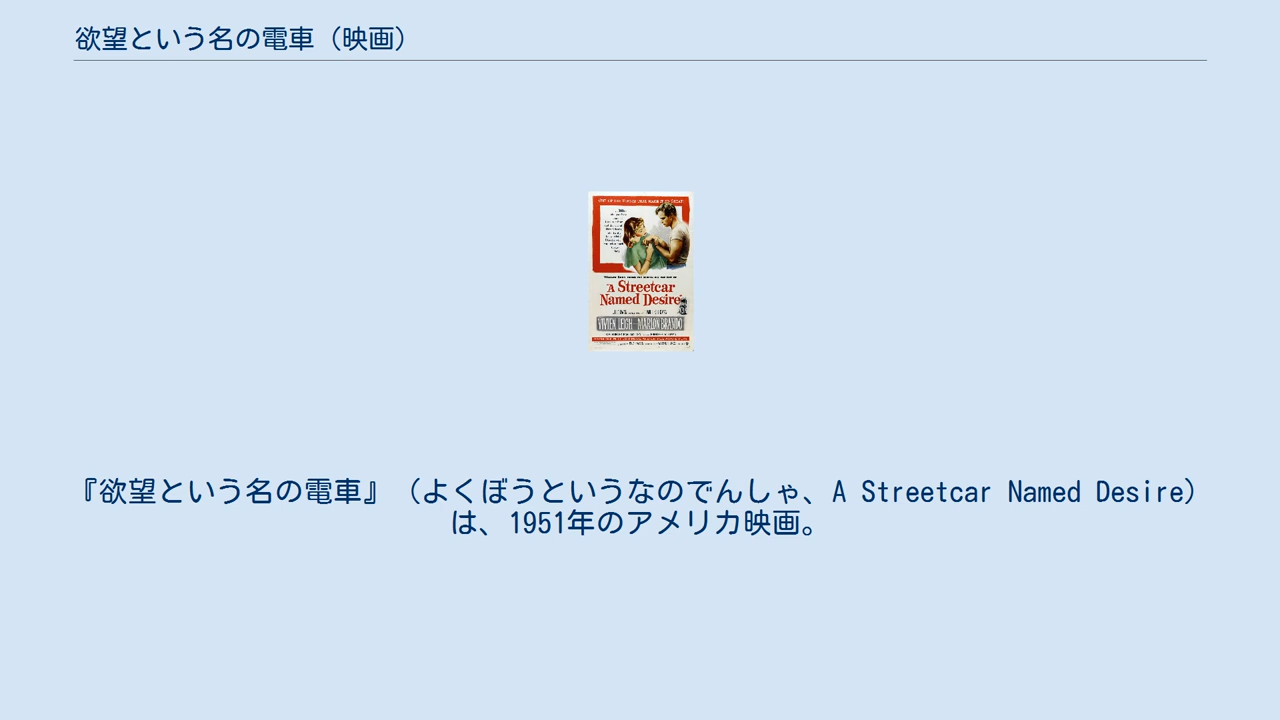 欲望という名の電車（映画）
A Streetcar
Named Desire
VIVIEN LEIGH MARLON BRANDO
『欲望という名の電車』（よくぼうというなのでんしゃ、A Streetcar Named Desire）
は、1951年のアメリカ映画。